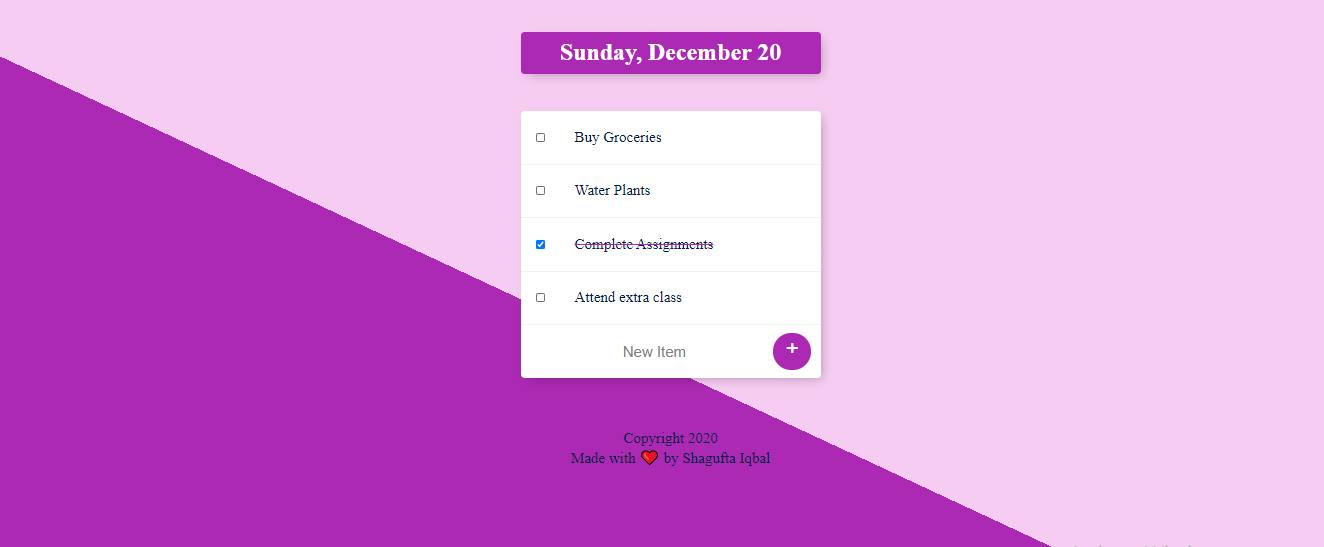 Sunday, December 20
Buy Groceries
Water Plants
Complete Assignments
Attend extra class
New Item
+
Copyright 2020
Made with ❤ by Shagufta Iqbal